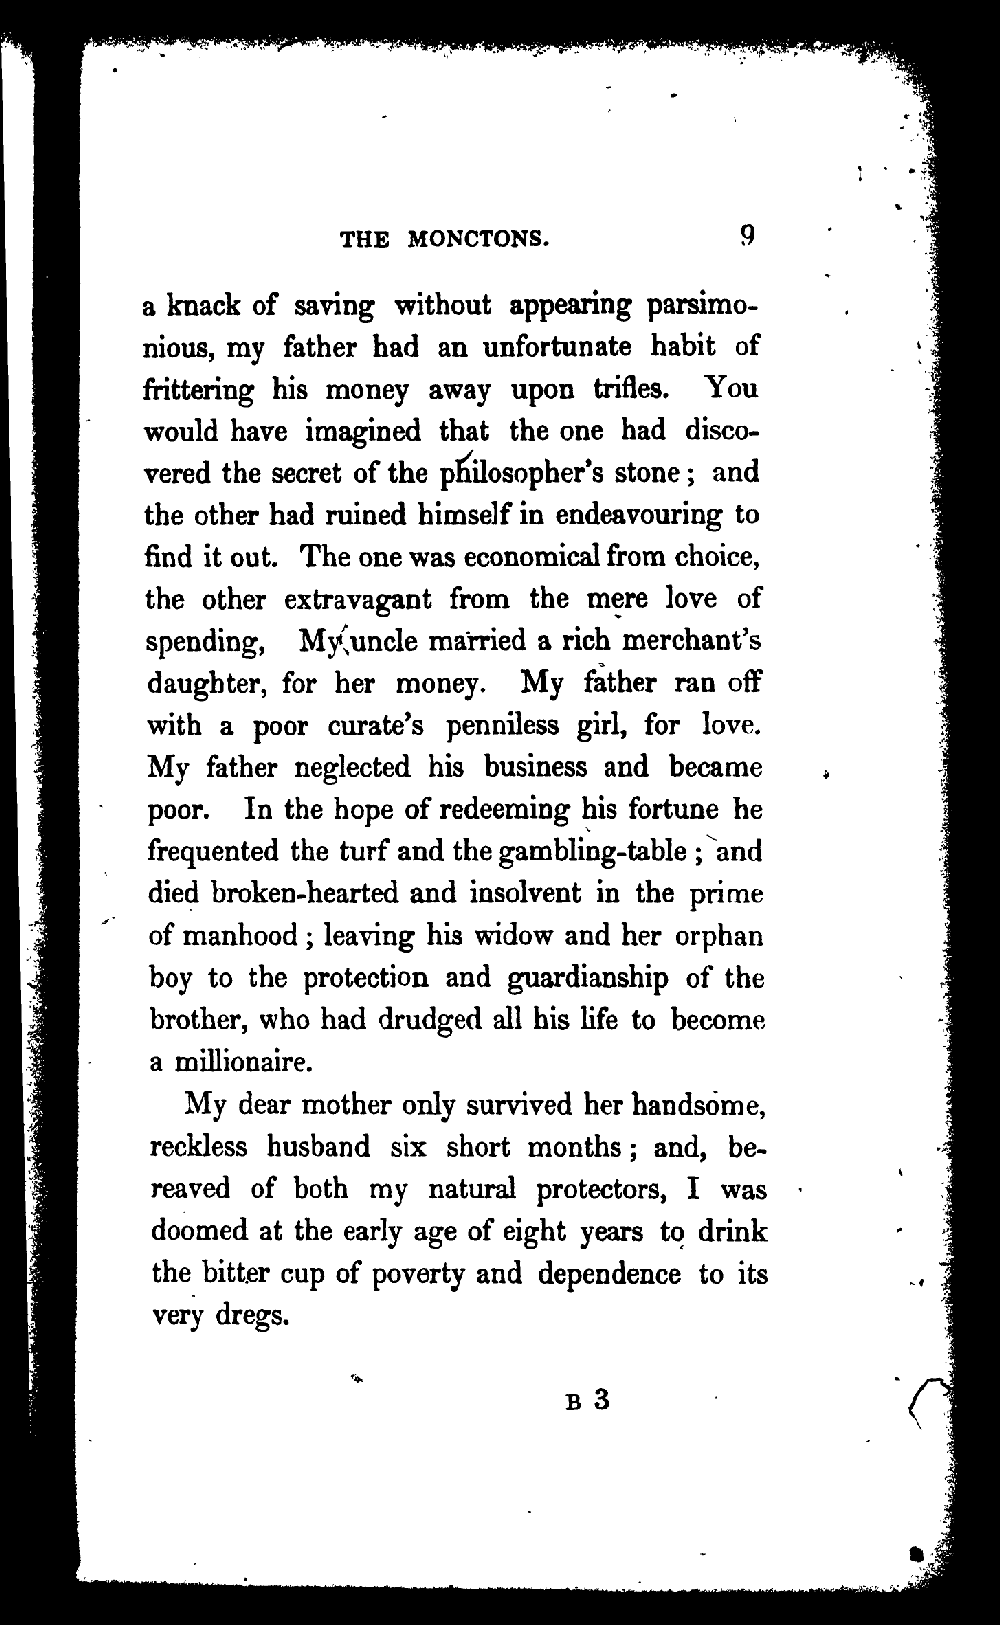 THE MONCTONS. 9
a knack of saving without appearing parsimo-
nious, my father had an unfortunate habit of
frittering his money away upon trifles. You
would have imagined that the one had disco-
vered the secret of the philosopher's stone; and
the other had ruined himself in endeavouring to
find it out. The one was economical from choice,
the other extravagant from the mere love of
spending, My uncle married a rich merchant's
daughter, for her money. My father ran off
with a poor curate's penniless girl, for love.
My father neglected his business and became
poor. In the hope of redeeming his fortune he
frequented the turf and the gambling-table; and
died broken-hearted and insolvent in the prime
of manhood; leaving his widow and her orphan
boy to the protection and guardianship of the
brother, who had drudged all his life to become
a millionaire.
My dear mother only survived her handsome,
reckless husband six short months; and, be-
reaved of both my natural protectors, I was
doomed at the early age of eight years to drink
the bitter cup of poverty and dependence to its
very dregs.
B 3